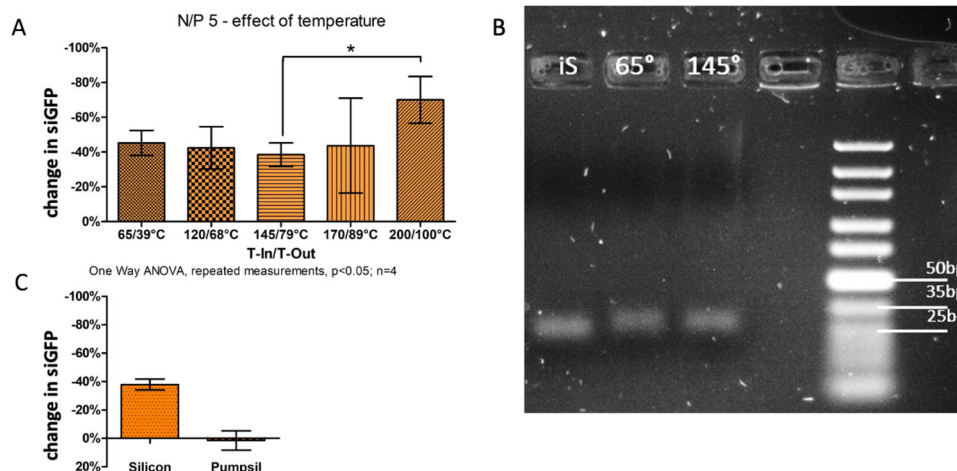 A
N/P 5 - effect of temperature
*
change in siGFP
-100%
-80%
-60%
-40%
-20%
0%
65/39°C 120/68°C 145/79°C 170/89°C 200/100°C
T-In/T-Out
One Way ANOVA, repeated measurements, p<0.05; n=4
B
iS 65° 145°
50bp
35bp
25b
C
change in siGFP
-100%
-80%
-60%
-40%
-20%
0%
20%
Silicon Pumpsil